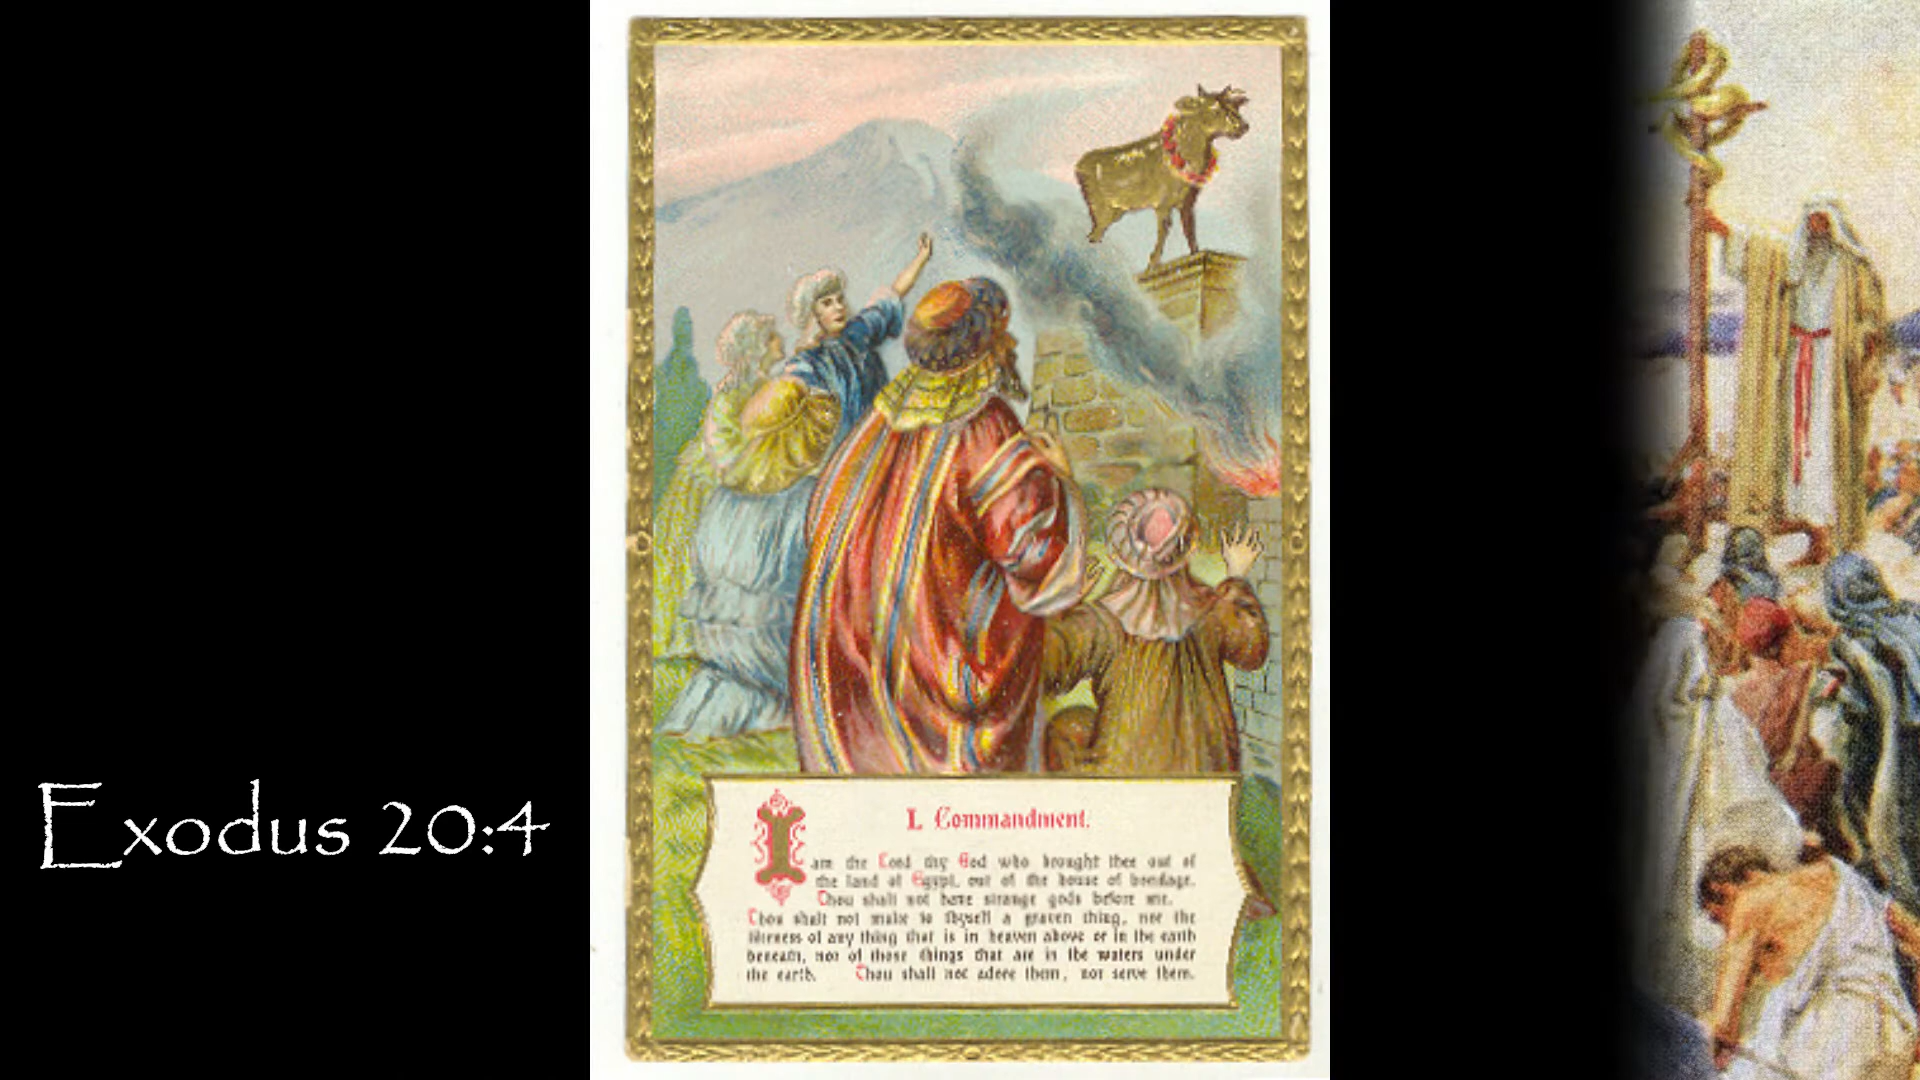 Exodus 20:4
I. Commandment.
I am the Lord thy God who brought thee out of
the land of Egypt, out of the house of bondage.
Thou shalt not have strange gods before me.
Thou shalt not make to thyself a graven thing, nor the
likeness of any thing that is in heaven above or in the earth
beneath, nor of those things that are in the waters under
the earth. Thou shalt not adore them, nor serve them.